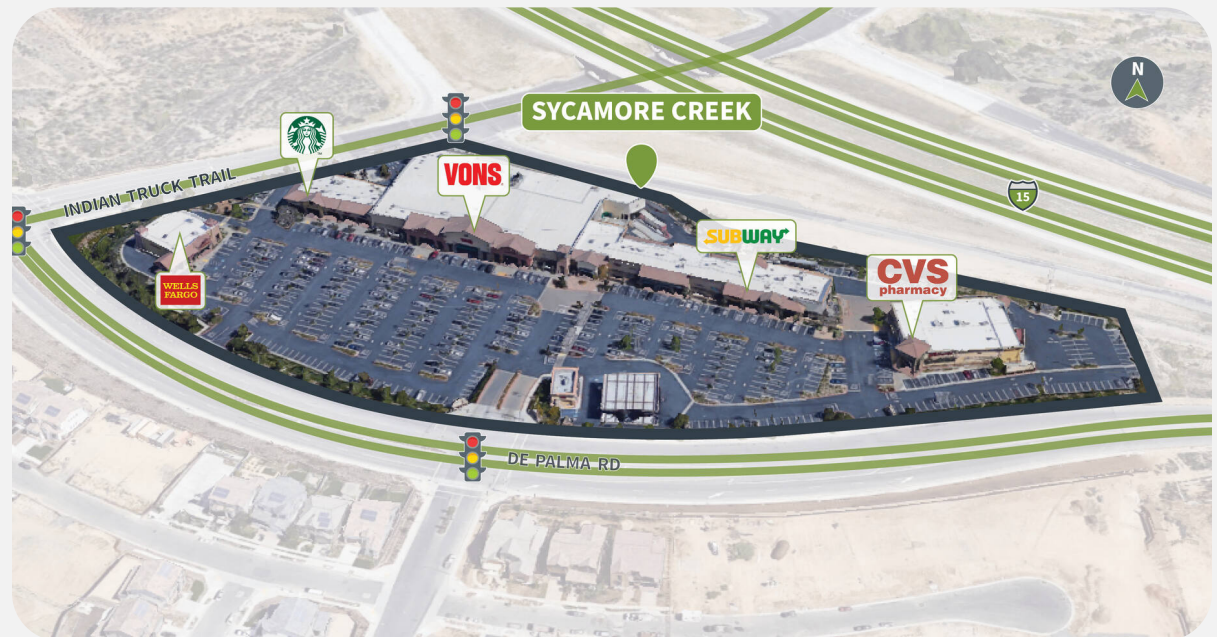 N
SYCAMORE CREEK
VONS
INDIAN TRUCK TRAIL
15
SUBWAY
CVS
pharmacy
WELLS
FARGO
DE PALMA RD